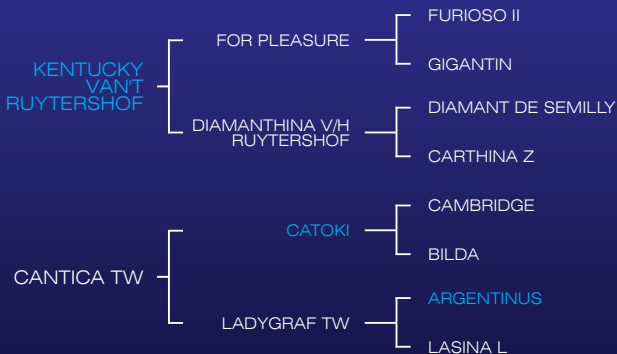 FURIOSO II
FOR PLEASURE
GIGANTIN
KENTUCKY
VAN'T
RUYTERSHOF
DIAMANT DE SEMILLY
DIAMANTHINA V/H
RUYTERSHOF
CARTHINA Z
CAMBRIDGE
CATOKI
BILDA
CANTICA TW
ARGENTINUS
LADYGRAF TW
LASINA L